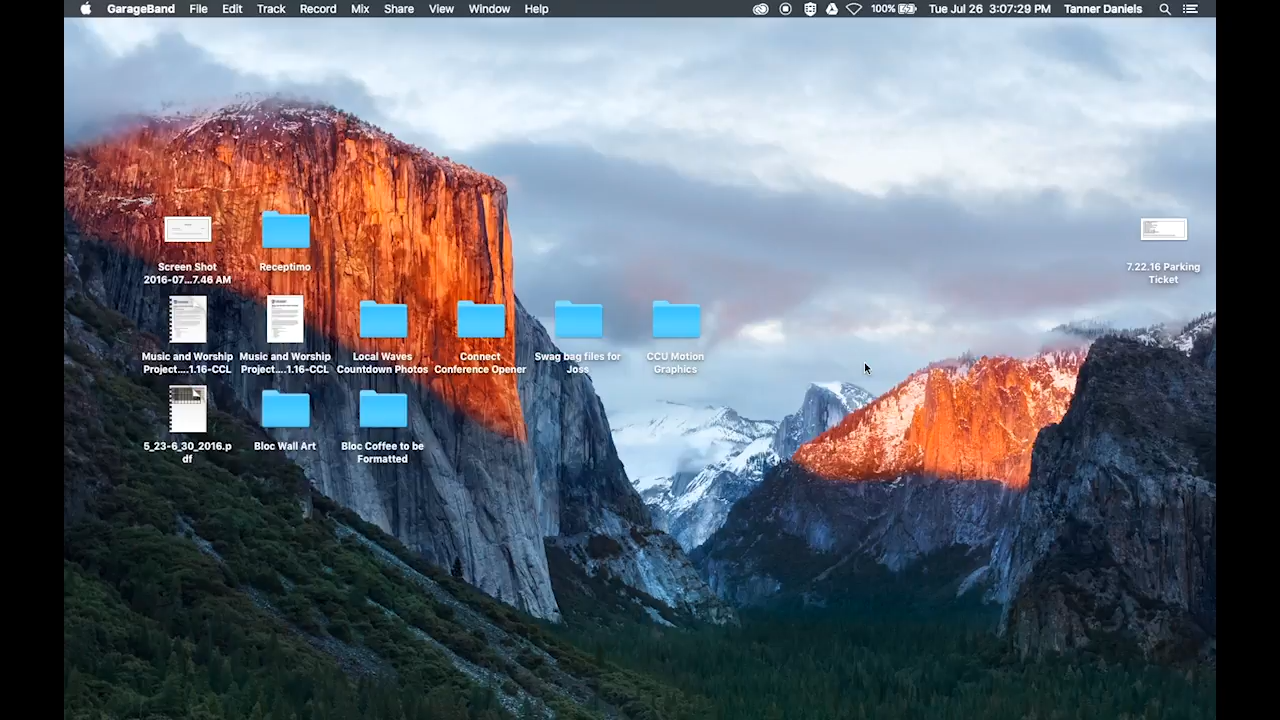 GarageBand File Edit Track Record Mix Share View Window Help 100% Tue Jul 26 3:07:29 PM Tanner Daniels
Screen Shot
2016-07...7.46 AM
Receptimo
7.22.16 Parking
Ticket
Music and Worship
Project....1.16-CCL
Music and Worship
Project....1.16-CCL
Local Waves
Countdown Photos
Connect
Conference Opener
Swag bag files for
Joss
CCU Motion
Graphics
5_23-6_30_2016.p
df
Bloc Wall Art
Bloc Coffee to be
Formatted